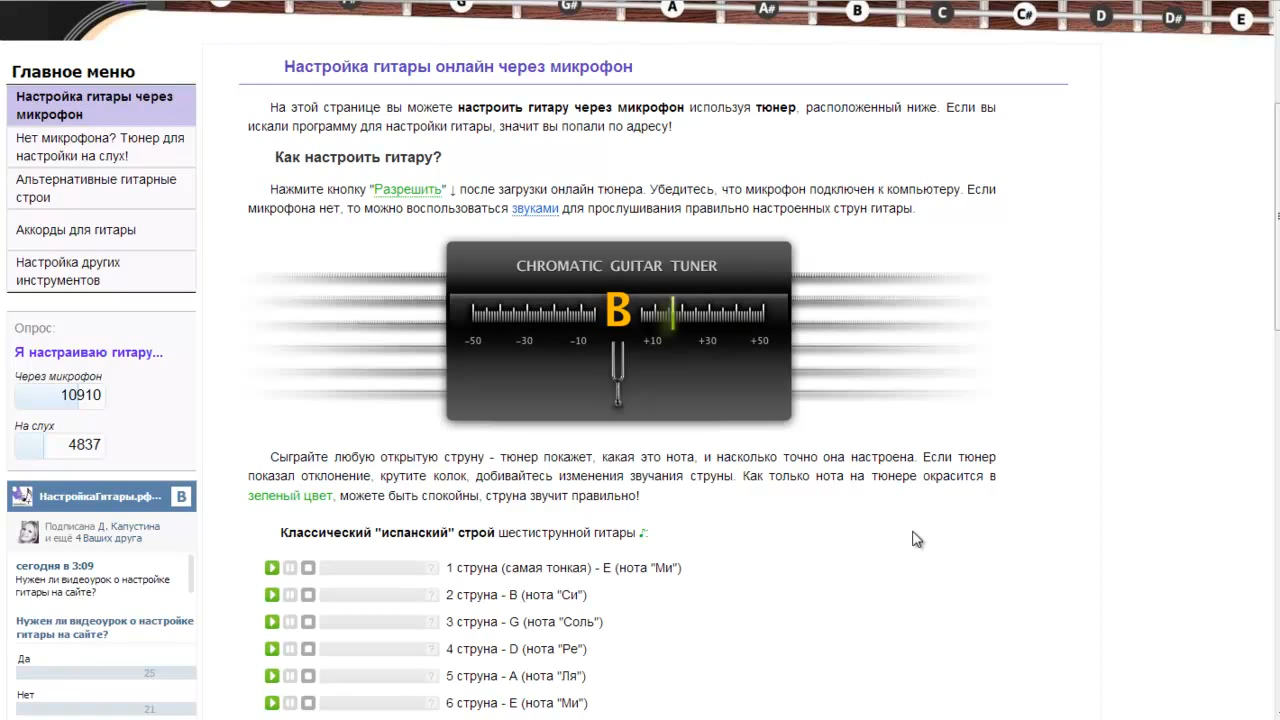 G G# A A# B C C# D D# E
Главное меню
Настройка гитары через
микрофон
Нет микрофона? Тюнер для
настройки на слух!
Альтернативные гитарные
строи
Аккорды для гитары
Настройка других
инструментов
Опрос:
Я настраиваю гитару...
Через микрофон
10910
На слух
4837
НастройкаГитары.рф... B
Подписана Д. Капустина
и ещё 4 Ваших друга
сегодня в 3:09
Нужен ли видеоурок о настройке
гитары на сайте?
Нужен ли видеоурок о настройке
гитары на сайте?
Да
25
Нет
21
Настройка гитары онлайн через микрофон
На этой странице вы можете настроить гитару через микрофон используя тюнер, расположенный ниже. Если вы
искали программу для настройки гитары, значит вы попали по адресу!
Как настроить гитару?
Нажмите кнопку "Разрешить" ↓ после загрузки онлайн тюнера. Убедитесь, что микрофон подключен к компьютеру. Если
микрофона нет, то можно воспользоваться звуками для прослушивания правильно настроенных струн гитары.
CHROMATIC GUITAR TUNER
B
-50 -30 -10 +10 +30 +50
Сыграйте любую открытую струну - тюнер покажет, какая это нота, и насколько точно она настроена. Если тюнер
показал отклонение, крутите колок, добивайтесь изменения звучания струны. Как только нота на тюнере окрасится в
зеленый цвет, можете быть спокойны, струна звучит правильно!
Классический "испанский" строй шестиструнной гитары ♪:
? 1 струна (самая тонкая) - E (нота "Ми")
? 2 струна - B (нота "Си")
? 3 струна - G (нота "Соль")
? 4 струна - D (нота "Ре")
? 5 струна - A (нота "Ля")
? 6 струна - E (нота "Ми")